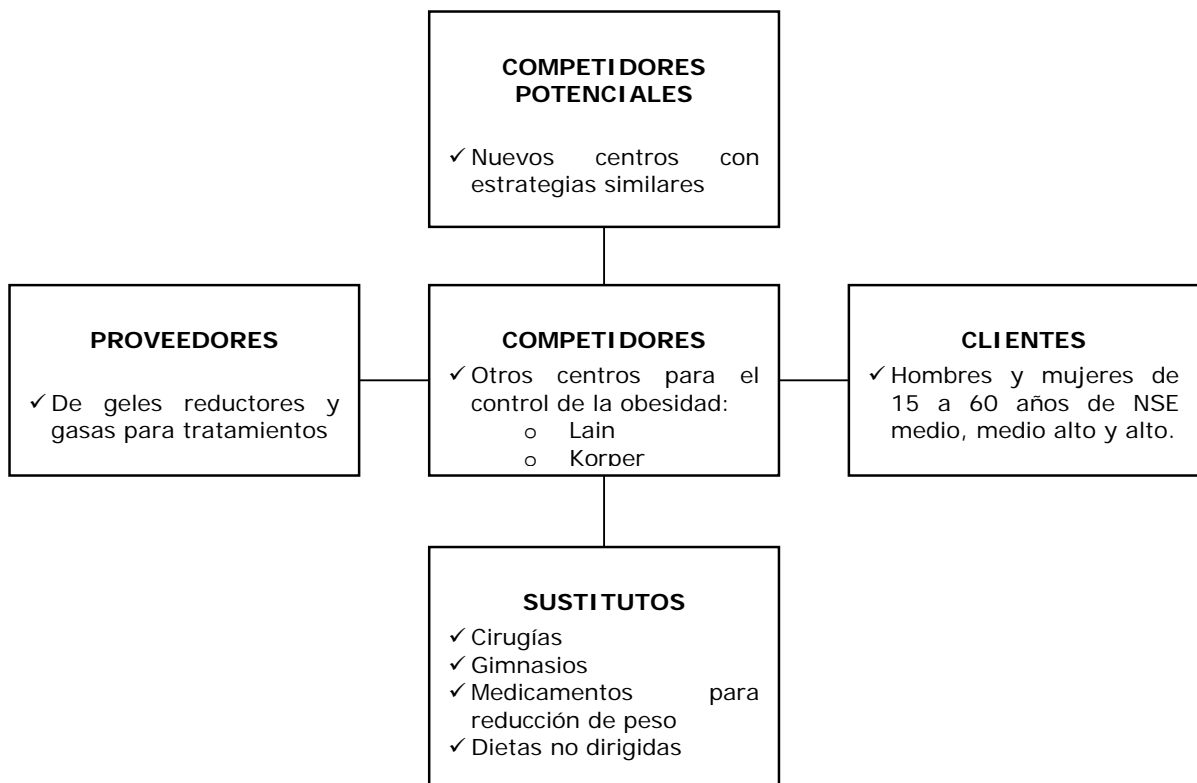 COMPETIDORES
POTENCIALES
✓ Nuevos centros con
estrategias similares
PROVEEDORES
✓ De geles reductores y
gasas para tratamientos
COMPETIDORES
✓ Otros centros para el
control de la obesidad:
o Lain
o Korper
CLIENTES
✓ Hombres y mujeres de
15 a 60 años de NSE
medio, medio alto y alto.
SUSTITUTOS
✓ Cirugías
✓ Gimnasios
✓ Medicamentos para
reducción de peso
✓ Dietas no dirigidas